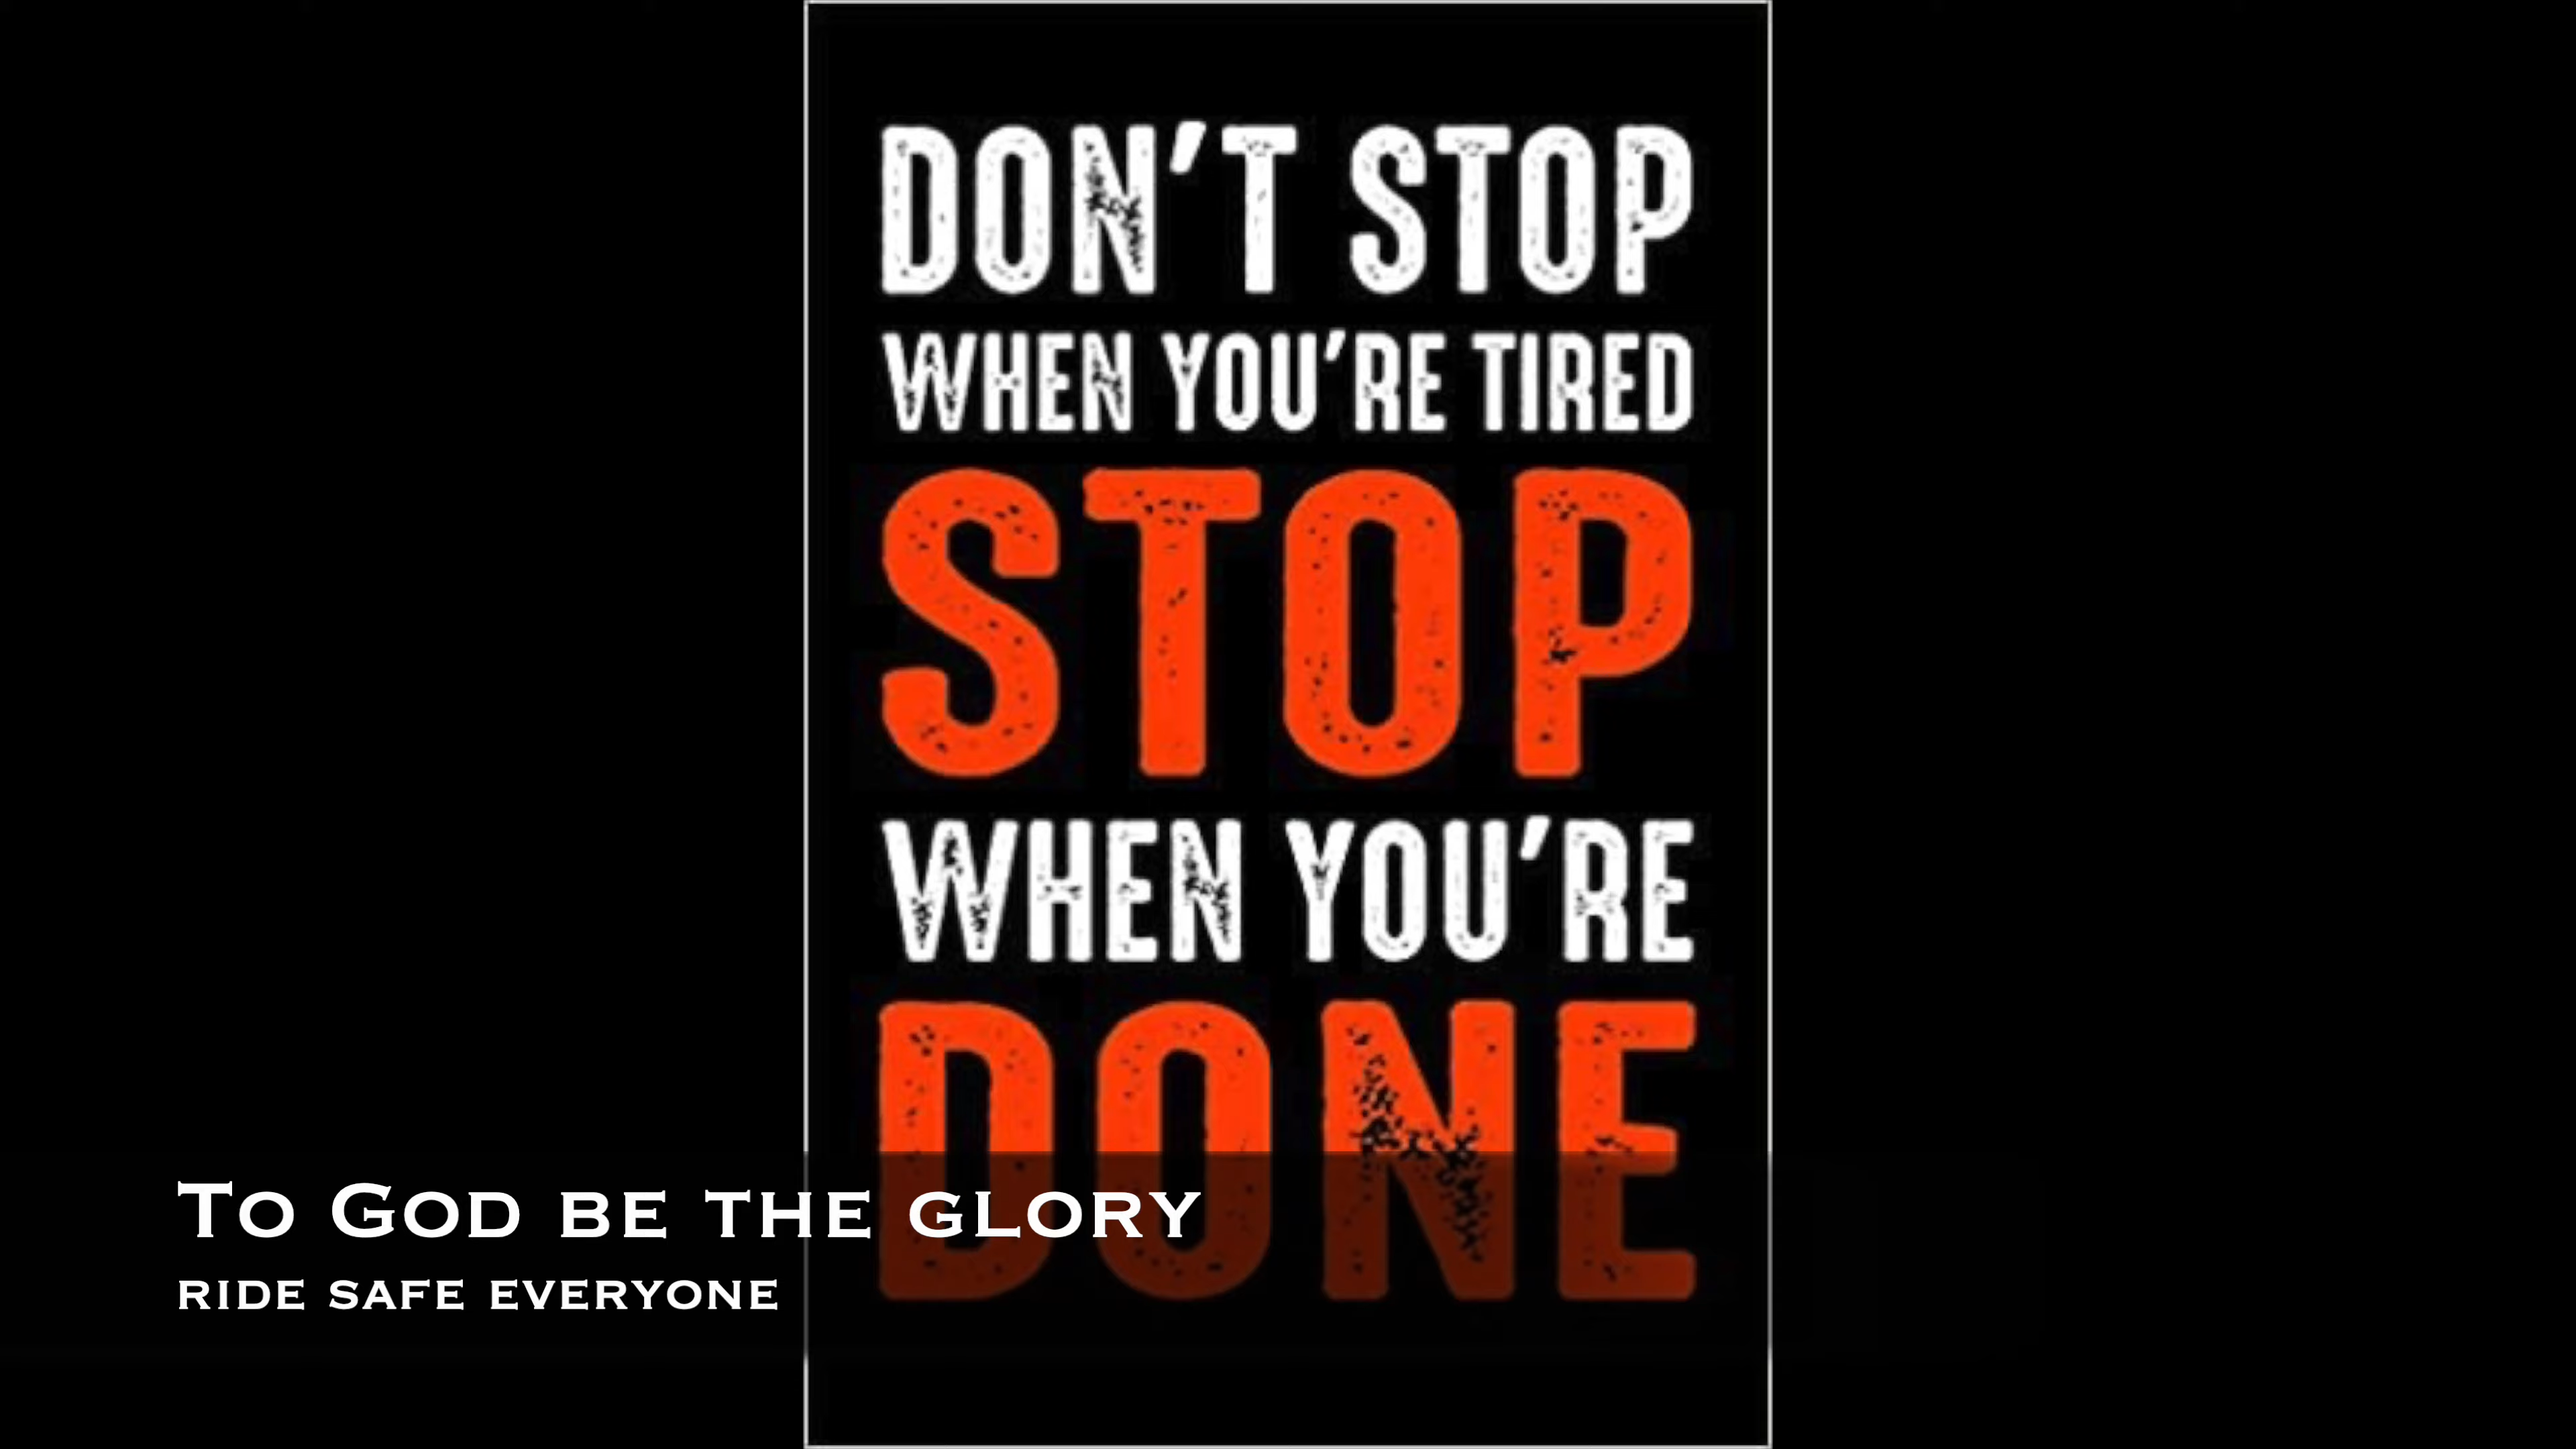 DON'T STOP
WHEN YOU'RE TIRED
STOP
WHEN YOU'RE
DONE
To God be the glory
ride safe everyone